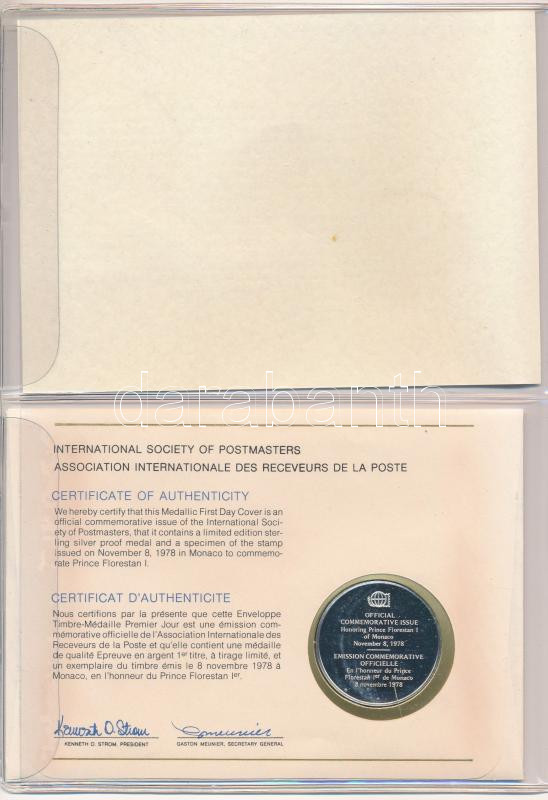 darabanth
INTERNATIONAL SOCIETY OF POSTMASTERS
ASSOCIATION INTERNATIONALE DES RECEVEURS DE LA POSTE
CERTIFICATE OF AUTHENTICITY
We hereby certify that this Medallic First Day Cover is an
official commemorative issue of the International Soci-
ety of Postmasters, that it contains a limited edition ster-
ling silver proof medal and a specimen of the stamp
issued on November 8, 1978 in Monaco to commemo-
rate Prince Florestan I.
CERTIFICAT D'AUTHENTICITE
Nous certifions par la présente que cette Enveloppe
Timbre-Médaille Premier Jour est une émission com-
mémorative officielle de l'Association Internationale des
Receveurs de la Poste et qu'elle contient une médaille
de qualité Epreuve en argent 1er titre, à tirage limité, et
un exemplaire du timbre émis le 8 novembre 1978 à
Monaco, en l'honneur du Prince Florestan Ier.
OFFICIAL
COMMEMORATIVE ISSUE
Honoring Prince Florestan I
of Monaco
November 8, 1978
EMISSION COMMEMORATIVE
OFFICIELLE
En l'honneur du Prince
Florestan Ier de Monaco
8 novembre 1978
Kenneth D. Strom
KENNETH D. STROM, PRESIDENT
GMeunier
GASTON MEUNIER, SECRETARY GENERAL